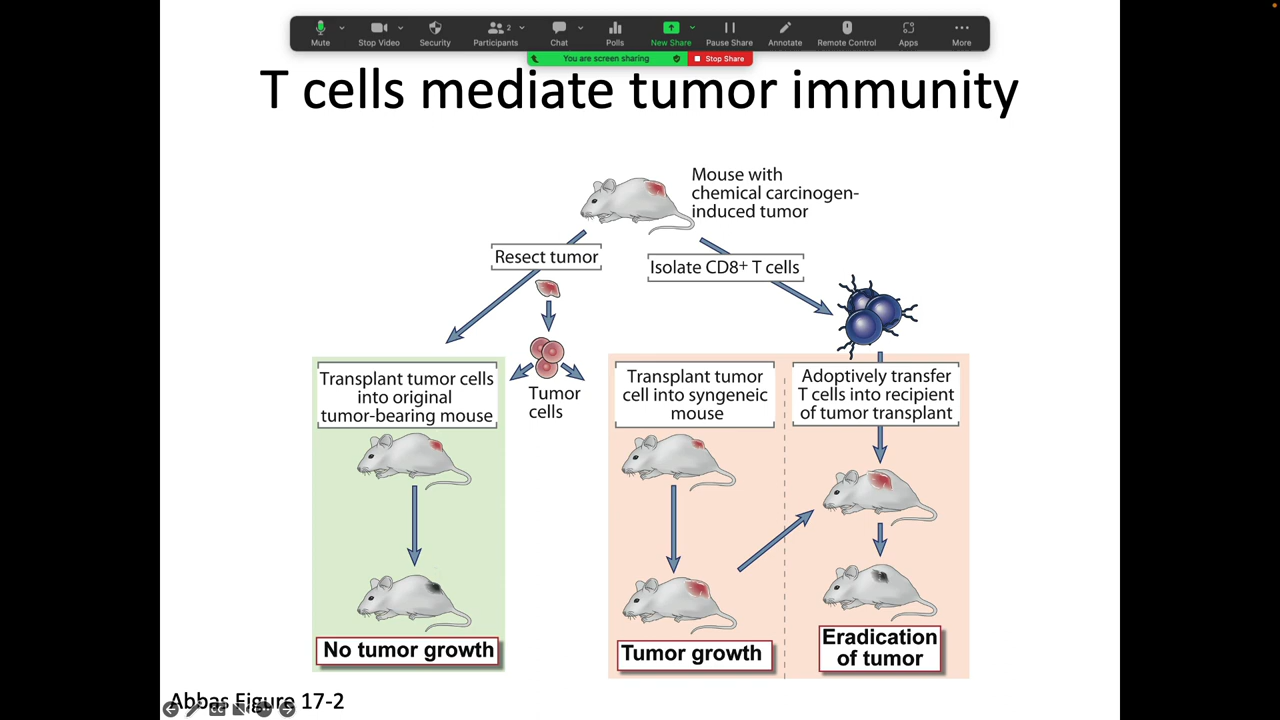 Mute
Stop Video
Security
Participants
2
Chat
Polls
New Share
Pause Share
Annotate
Remote Control
Apps
More
You are screen sharing
Stop Share
T cells mediate tumor immunity
Mouse with
chemical carcinogen-
induced tumor
Resect tumor
Isolate CD8+ T cells
Transplant tumor cells
into original
tumor-bearing mouse
Tumor
cells
Transplant tumor
cell into syngeneic
mouse
Adoptively transfer
T cells into recipient
of tumor transplant
No tumor growth
Tumor growth
Eradication
of tumor
Abbas Figure 17-2
CC